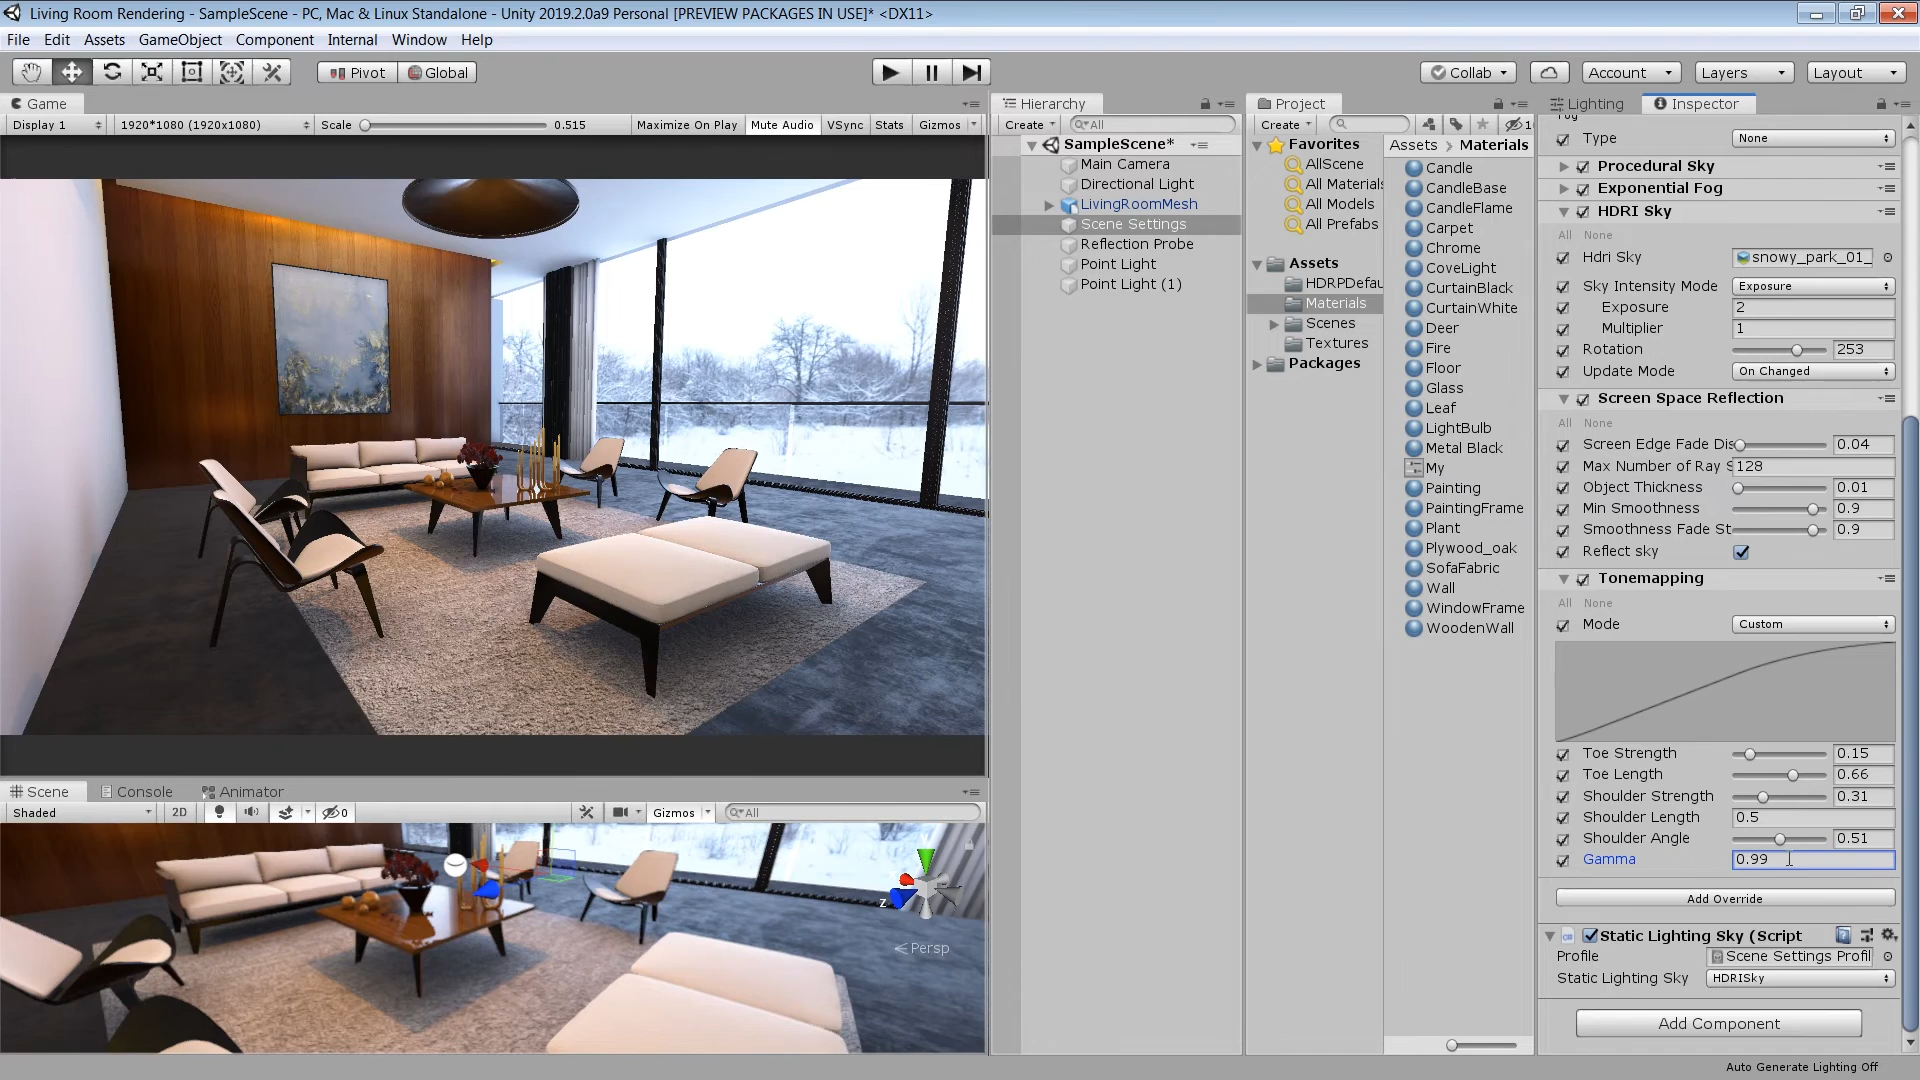 Living Room Rendering - SampleScene - PC, Mac & Linux Standalone - Unity 2019.2.0a9 Personal [PREVIEW PACKAGES IN USE]* <DX11>
File Edit Assets GameObject Component Internal Window Help
Pivot Global Collab Account Layers Layout
Game
Display 1 1920*1080 (1920x1080) Scale 0.515 Maximize On Play Mute Audio VSync Stats Gizmos
Scene Console Animator
Shaded 2D 0 Gizmos All
z
Persp
Hierarchy
Create All
SampleScene*
Main Camera
Directional Light
LivingRoomMesh
Scene Settings
Reflection Probe
Point Light
Point Light (1)
Project
Create
Favorites
AllScene
All Materials
All Models
All Prefabs
Assets
HDRPDefau
Materials
Scenes
Textures
Packages
Assets > Materials
Candle
CandleBase
CandleFlame
Carpet
Chrome
CoveLight
CurtainBlack
CurtainWhite
Deer
Fire
Floor
Glass
Leaf
LightBulb
Metal Black
My
Painting
PaintingFrame
Plant
Plywood_oak
SofaFabric
Wall
WindowFrame
WoodenWall
Lighting Inspector
Type None
Procedural Sky
Exponential Fog
HDRI Sky
All None
Hdri Sky snowy_park_01_
Sky Intensity Mode Exposure
Exposure 2
Multiplier 1
Rotation 253
Update Mode On Changed
Screen Space Reflection
All None
Screen Edge Fade Dis 0.04
Max Number of Ray S 128
Object Thickness 0.01
Min Smoothness 0.9
Smoothness Fade St 0.9
Reflect sky
Tonemapping
All None
Mode Custom
Toe Strength 0.15
Toe Length 0.66
Shoulder Strength 0.31
Shoulder Length 0.5
Shoulder Angle 0.51
Gamma 0.99
Add Override
Static Lighting Sky (Script
Profile Scene Settings Profil
Static Lighting Sky HDRISky
Add Component
Auto Generate Lighting Off